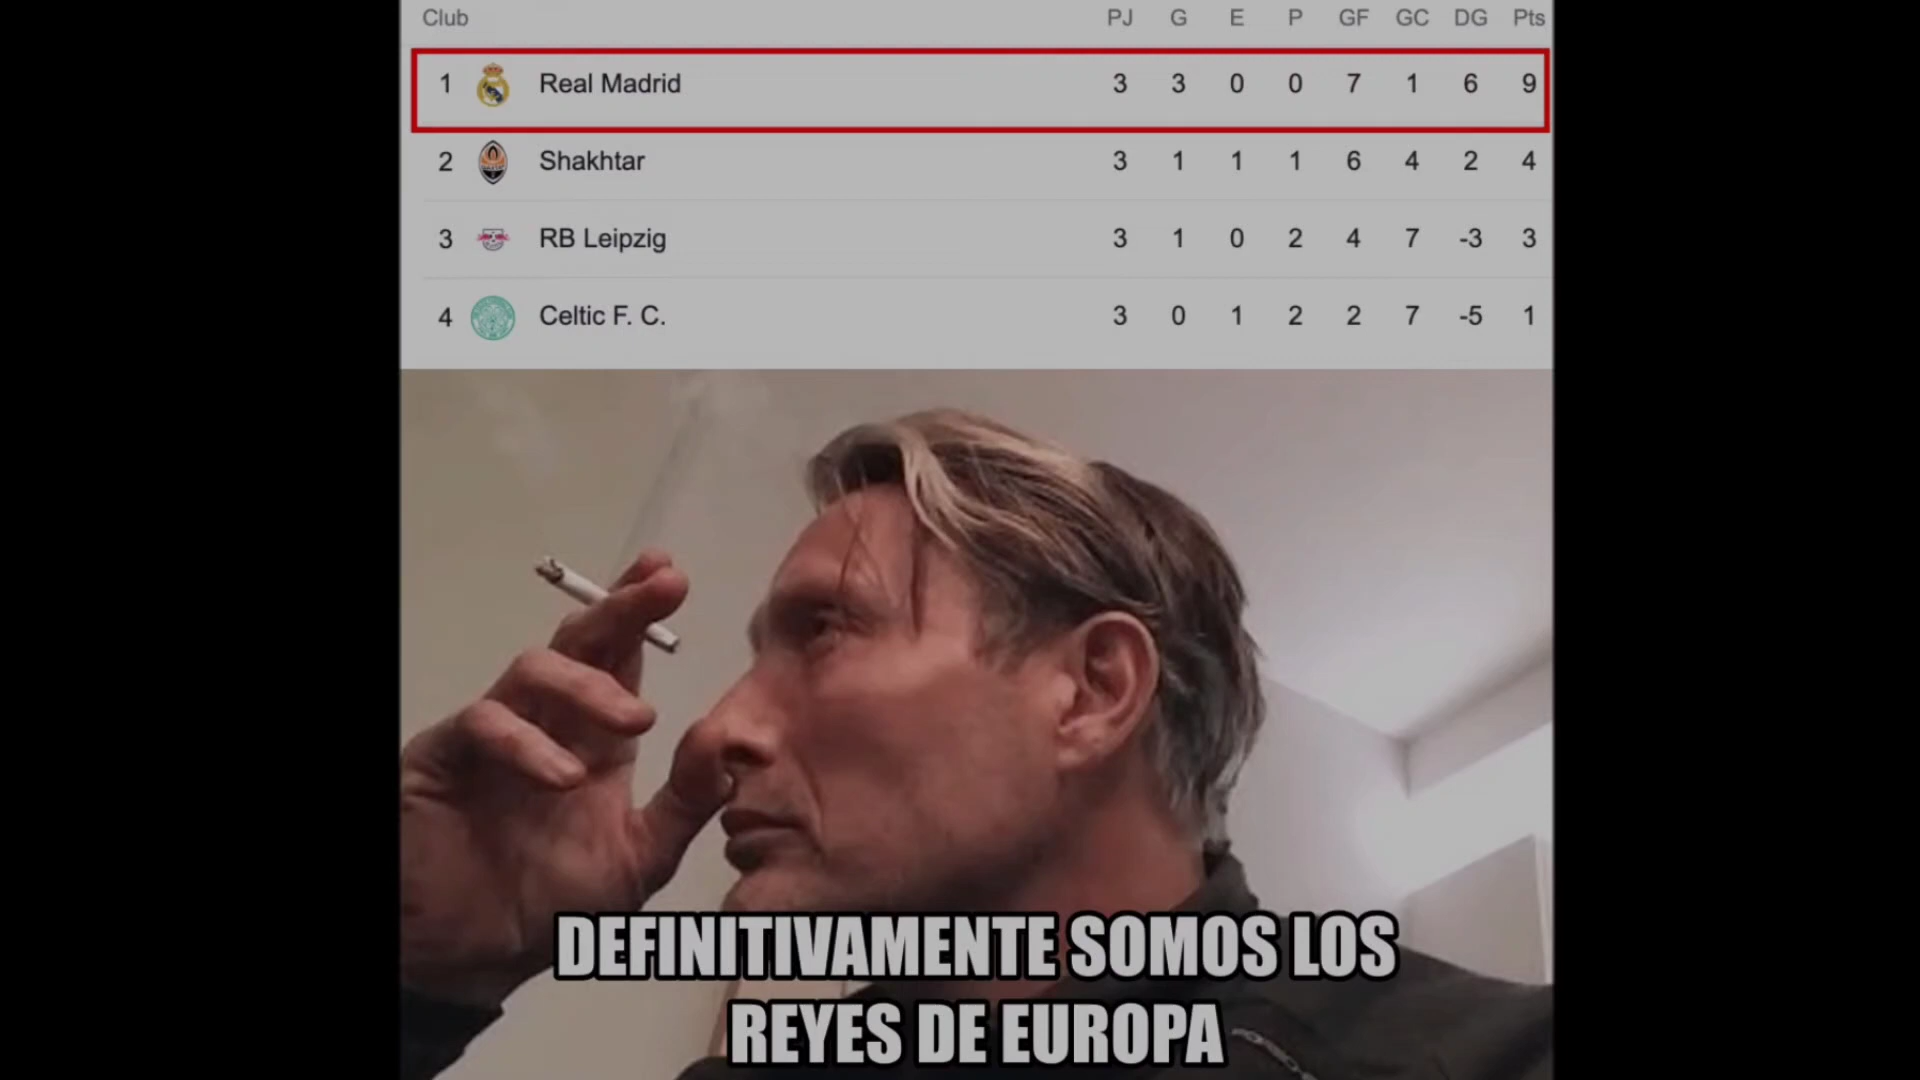 Club PJ G E P GF GC DG Pts
1 Real Madrid 3 3 0 0 7 1 6 9
2 Shakhtar 3 1 1 1 6 4 2 4
3 RB Leipzig 3 1 0 2 4 7 -3 3
4 Celtic F. C. 3 0 1 2 2 7 -5 1
DEFINITIVAMENTE SOMOS LOS
REYES DE EUROPA